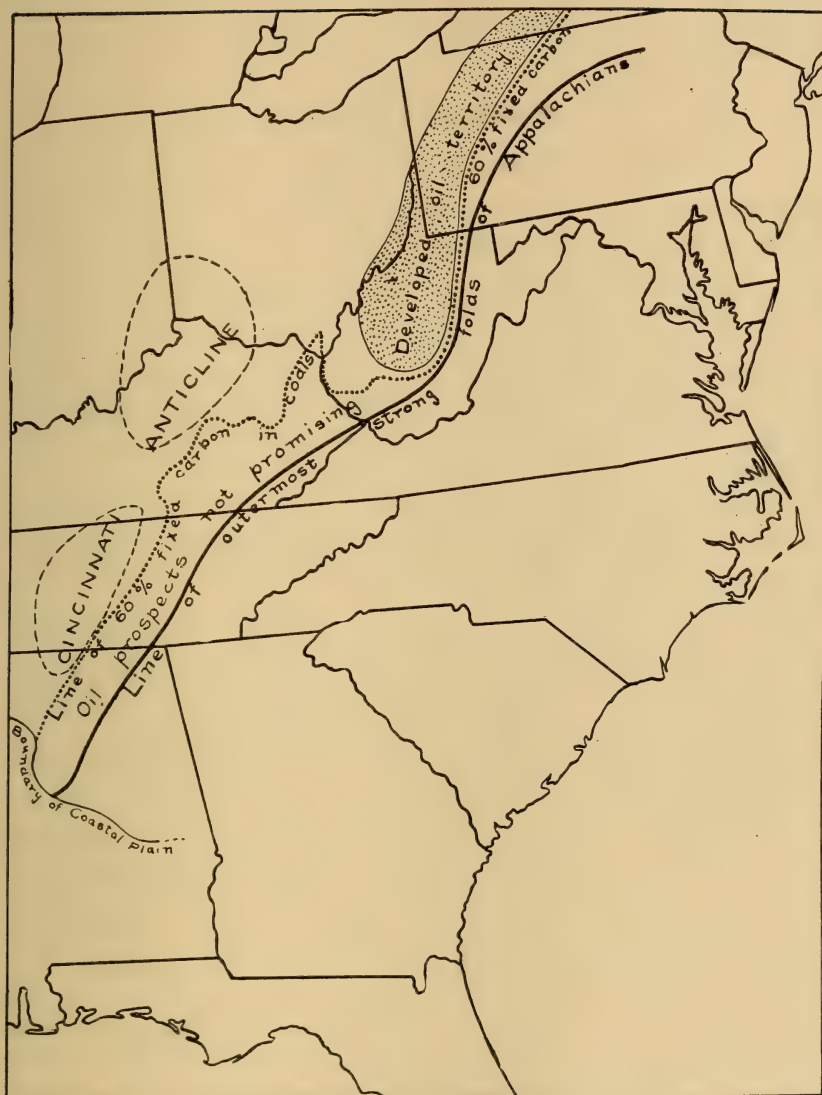 Developed oil territory
60% fixed carbon
Line of outermost strong folds of Appalachians
CINCINNATI ANTICLINE
Line of 60% fixed carbon in coals
Oil prospects not promising
Boundary of Coastal Plain